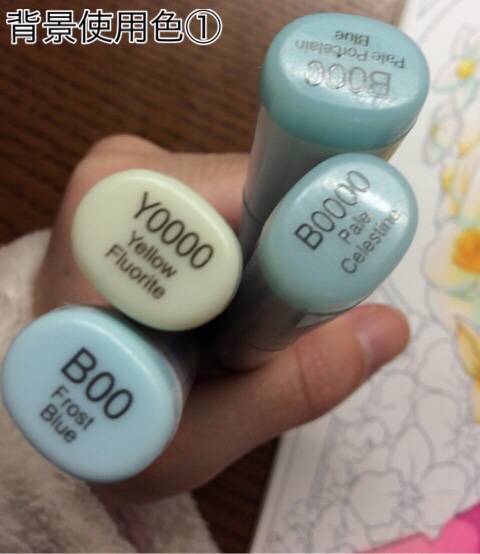 背景使用色①
B000
Pale Porcelain
Blue
Y0000
Yellow
Fluorite
B0000
Pale
Celestine
B00
Frost
Blue